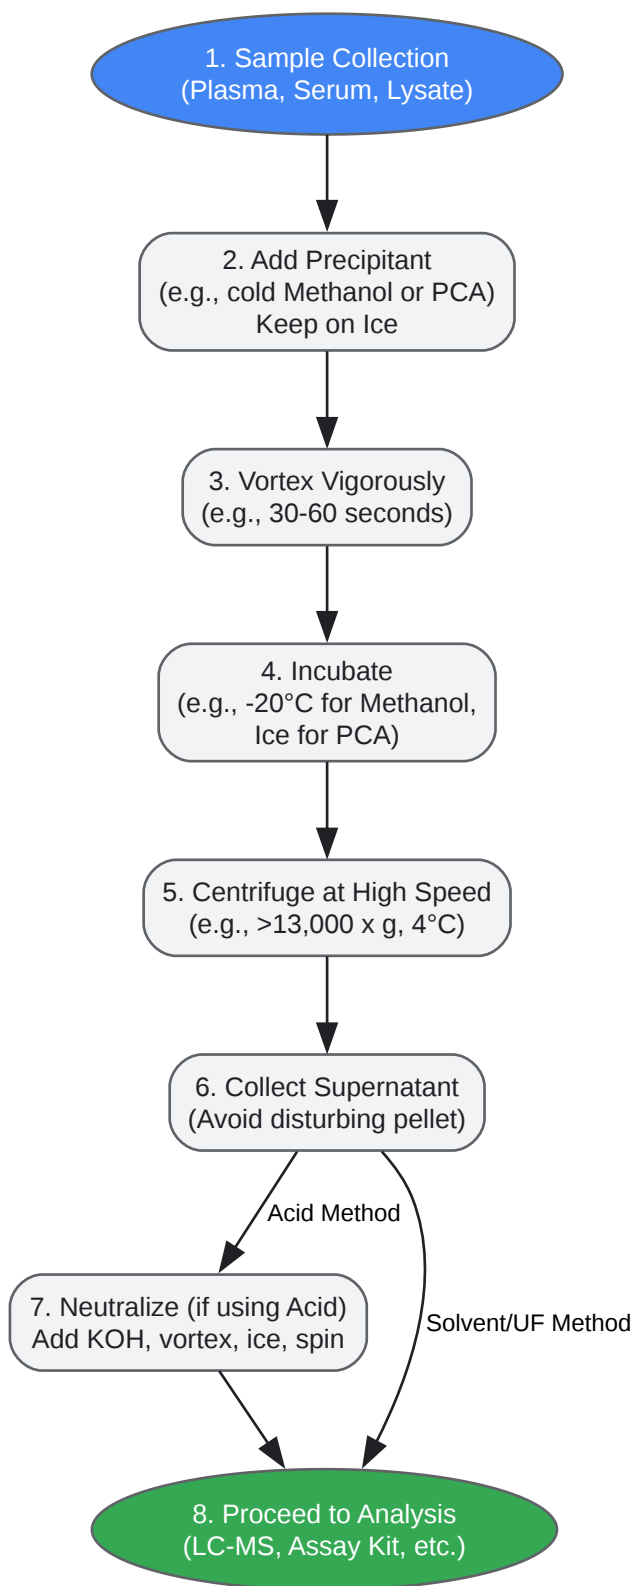 1. Sample Collection
(Plasma, Serum, Lysate)
2. Add Precipitant
(e.g., cold Methanol or PCA)
Keep on Ice
3. Vortex Vigorously
(e.g., 30-60 seconds)
4. Incubate
(e.g., -20°C for Methanol,
Ice for PCA)
5. Centrifuge at High Speed
(e.g., >13,000 x g, 4°C)
6. Collect Supernatant
(Avoid disturbing pellet)
Acid Method
7. Neutralize (if using Acid)
Add KOH, vortex, ice, spin
Solvent/UF Method
8. Proceed to Analysis
(LC-MS, Assay Kit, etc.)